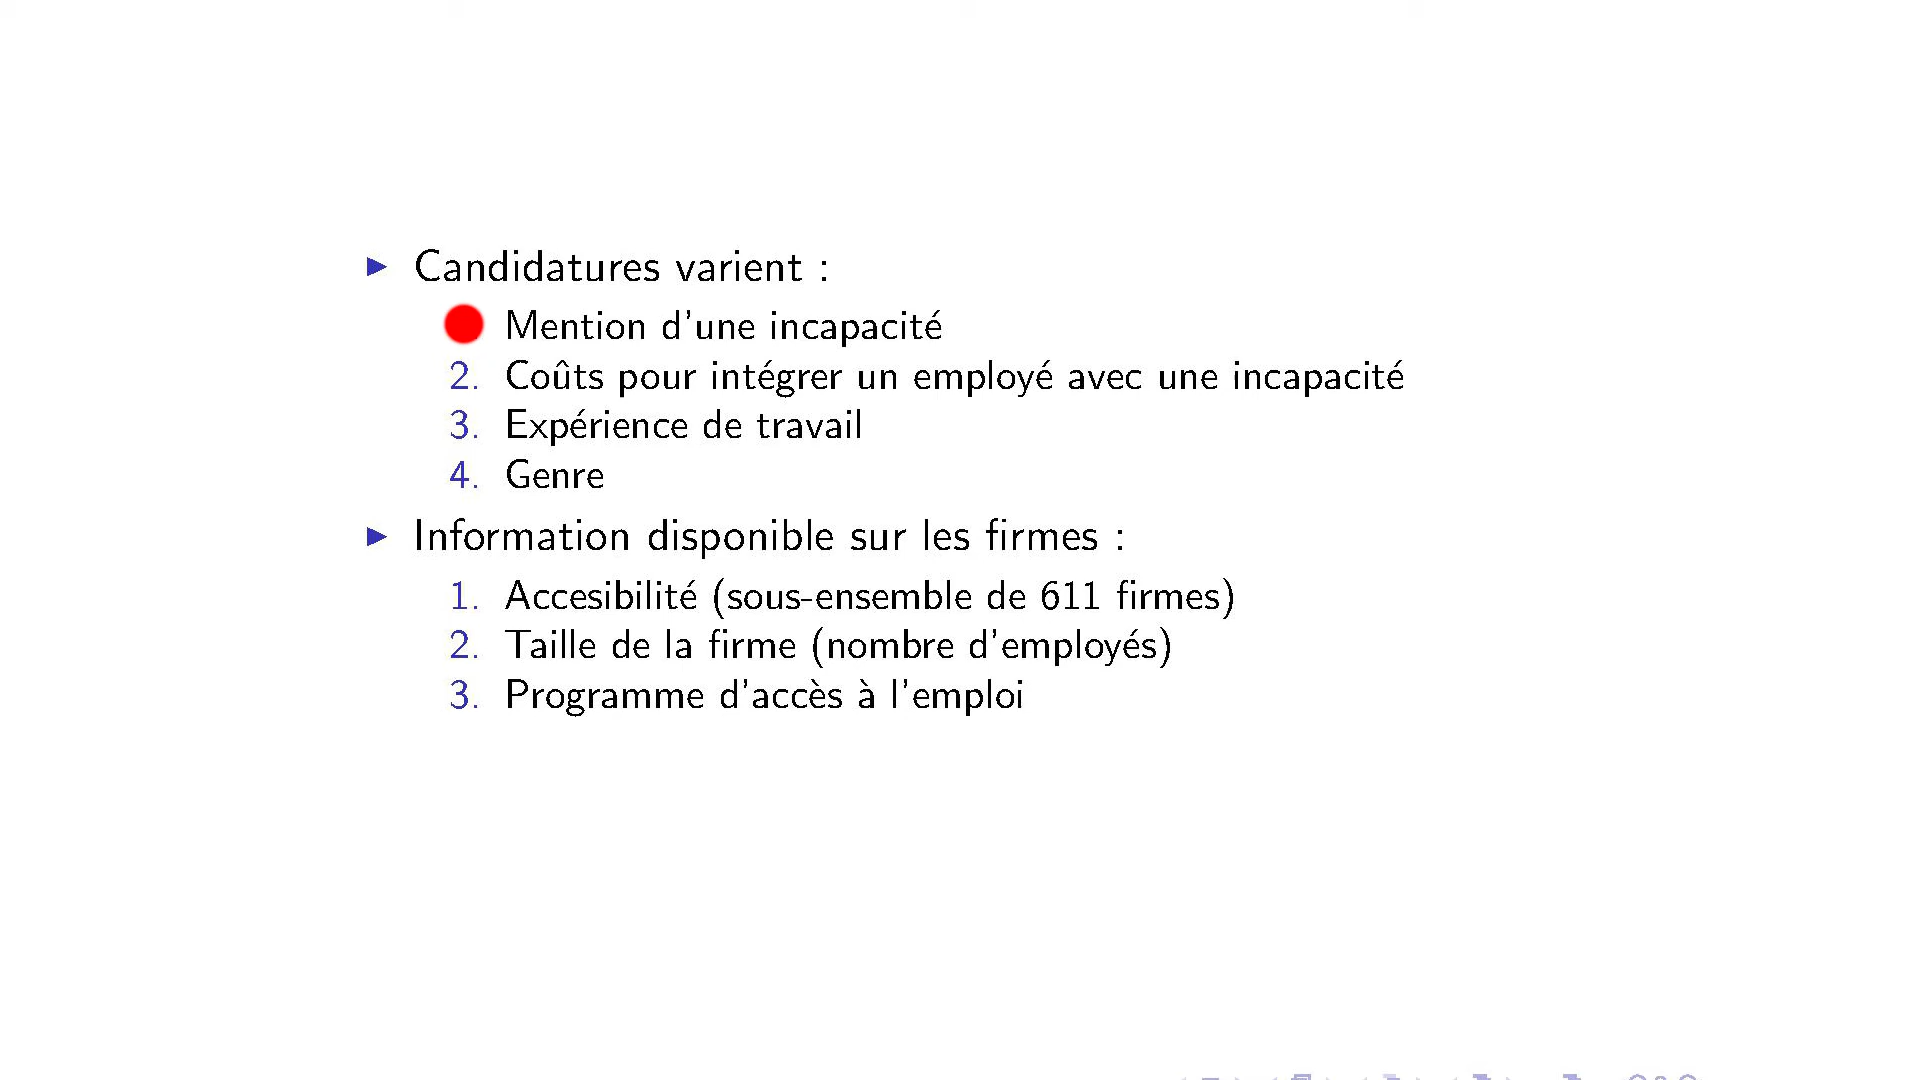 Candidatures varient :
Mention d'une incapacité
2. Coûts pour intégrer un employé avec une incapacité
3. Expérience de travail
4. Genre
Information disponible sur les firmes :
1. Accesibilité (sous-ensemble de 611 firmes)
2. Taille de la firme (nombre d'employés)
3. Programme d'accès à l'emploi